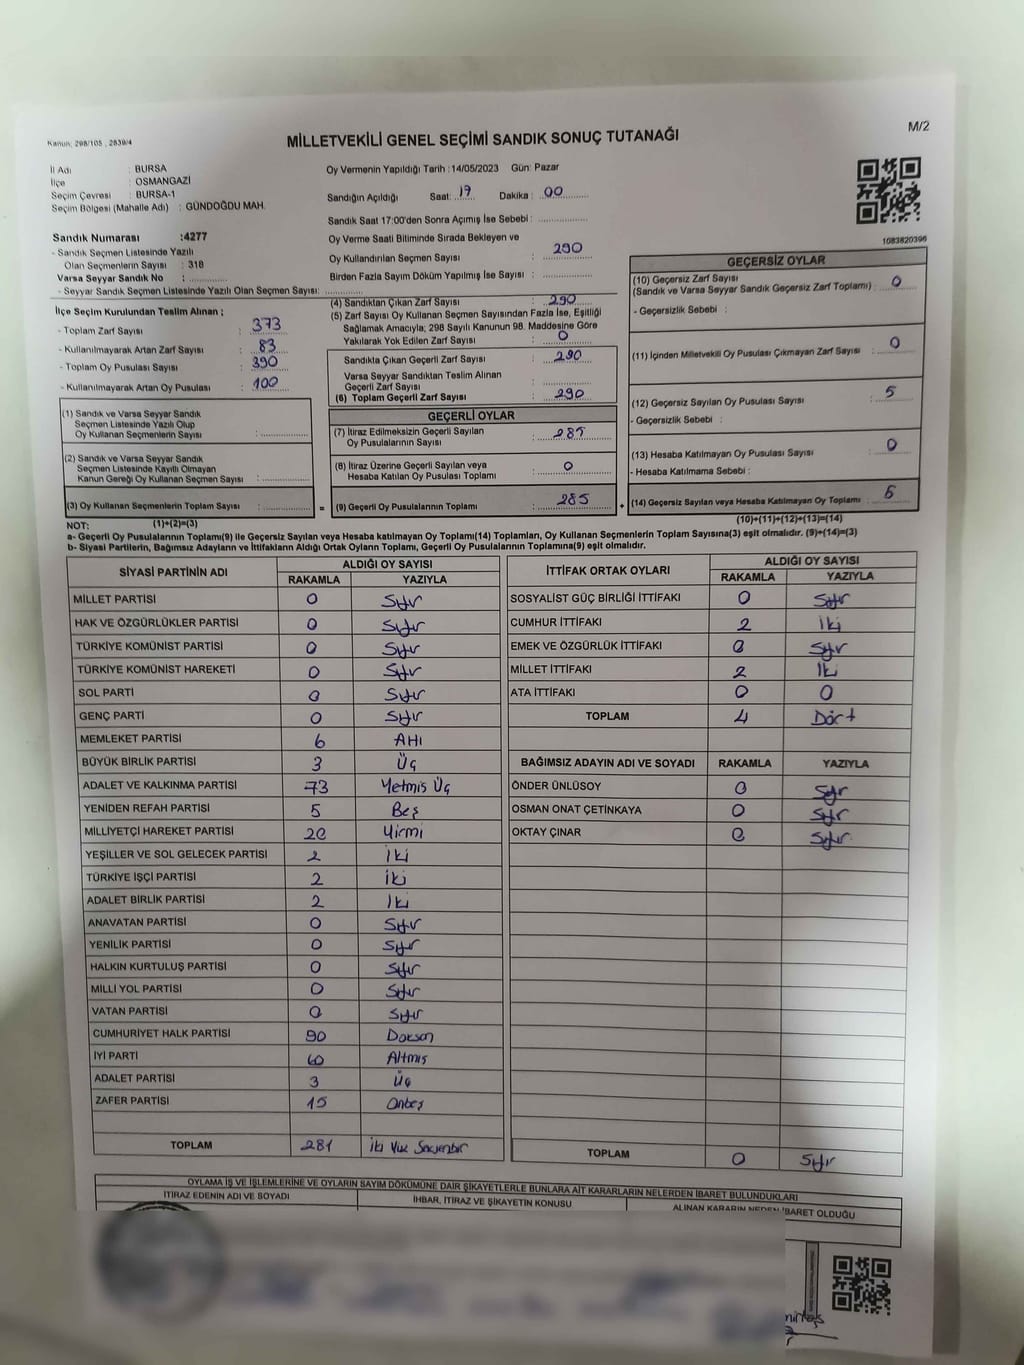 M/2
Kanun: 298/105 , 2839/4
MİLLETVEKİLİ GENEL SEÇİMİ SANDIK SONUÇ TUTANAĞI
İl Adı : BURSA
İlçe : OSMANGAZİ
Seçim Çevresi : BURSA-1
Seçim Bölgesi (Mahalle Adı) : GÜNDOĞDU MAH.
Sandık Numarası :4277
- Sandık Seçmen Listesinde Yazılı
Olan Seçmenlerin Sayısı : 318
Varsa Seyyar Sandık No :
- Seyyar Sandık Seçmen Listesinde Yazılı Olan Seçmen Sayısı:
Oy Vermenin Yapıldığı Tarih :14/05/2023 Gün: Pazar
Sandığın Açıldığı Saat: 19 Dakika : 00
Sandık Saat 17:00'den Sonra Açımış İse Sebebi :
Oy Verme Saati Bitiminde Sırada Bekleyen ve
Oy Kullandırılan Seçmen Sayısı : 290
Birden Fazla Sayım Döküm Yapılmış İse Sayısı :
1083820396
İlçe Seçim Kurulundan Teslim Alınan ;
- Toplam Zarf Sayısı : 373
- Kullanılmayarak Artan Zarf Sayısı : 83
- Toplam Oy Pusulası Sayısı : 390
- Kullanılmayarak Artan Oy Pusulası : 100
(4) Sandıktan Çıkan Zarf Sayısı : 290
(5) Zarf Sayısı Oy Kullanan Seçmen Sayısından Fazla İse, Eşitliği
Sağlamak Amacıyla; 298 Sayılı Kanunun 98. Maddesine Göre
Yakılarak Yok Edilen Zarf Sayısı : 0
Sandıkta Çıkan Geçerli Zarf Sayısı : 290
Varsa Seyyar Sandıktan Teslim Alınan
Geçerli Zarf Sayısı :
(6) Toplam Geçerli Zarf Sayısı : 290
GEÇERSİZ OYLAR
(10) Geçersiz Zarf Sayısı
(Sandık ve Varsa Seyyar Sandık Geçersiz Zarf Toplamı) : 0
- Geçersizlik Sebebi :
(11) İçinden Milletvekili Oy Pusulası Çıkmayan Zarf Sayısı : 0
(12) Geçersiz Sayılan Oy Pusulası Sayısı : 5
- Geçersizlik Sebebi :
(13) Hesaba Katılmayan Oy Pusulası Sayısı : 0
- Hesaba Katılmama Sebebi :
(14) Geçersiz Sayılan veya Hesaba Katılmayan Oy Toplamı : 5
(10)+(11)+(12)+(13)=(14)
(1) Sandık ve Varsa Seyyar Sandık
Seçmen Listesinde Yazılı Olup
Oy Kullanan Seçmenlerin Sayısı :
(2) Sandık ve Varsa Seyyar Sandık
Seçmen Listesinde Kayıtlı Olmayan
Kanun Gereği Oy Kullanan Seçmen Sayısı :
(3) Oy Kullanan Seçmenlerin Toplam Sayısı : =
(1)+(2)=(3)
GEÇERLİ OYLAR
(7) İtiraz Edilmeksizin Geçerli Sayılan
Oy Pusulalarının Sayısı : 285
(8) İtiraz Üzerine Geçerli Sayılan veya
Hesaba Katılan Oy Pusulası Toplamı : 0
(9) Geçerli Oy Pusulalarının Toplamı : 285 +
NOT:
a- Geçerli Oy Pusulalarının Toplamı(9) ile Geçersiz Sayılan veya Hesaba katılmayan Oy Toplamı(14) Toplamları, Oy Kullanan Seçmenlerin Toplam Sayısına(3) eşit olmalıdır. (9)+(14)=(3)
b- Siyasi Partilerin, Bağımsız Adayların ve İttifakların Aldığı Ortak Oyların Toplamı, Geçerli Oy Pusulalarının Toplamına(9) eşit olmalıdır.
SİYASİ PARTİNİN ADI ALDIĞI OY SAYISI
RAKAMLA YAZIYLA
MİLLET PARTİSİ 0 Sıfır
HAK VE ÖZGÜRLÜKLER PARTİSİ 0 Sıfır
TÜRKİYE KOMÜNİST PARTİSİ 0 Sıfır
TÜRKİYE KOMÜNİST HAREKETİ 0 Sıfır
SOL PARTİ 0 Sıfır
GENÇ PARTİ 0 Sıfır
MEMLEKET PARTİSİ 6 Altı
BÜYÜK BİRLİK PARTİSİ 3 Üç
ADALET VE KALKINMA PARTİSİ 73 Yetmis Üç
YENİDEN REFAH PARTİSİ 5 Beş
MİLLİYETÇİ HAREKET PARTİSİ 20 Yirmi
YEŞİLLER VE SOL GELECEK PARTİSİ 2 İki
TÜRKİYE İŞÇİ PARTİSİ 2 İki
ADALET BİRLİK PARTİSİ 2 İki
ANAVATAN PARTİSİ 0 Sıfır
YENİLİK PARTİSİ 0 Sıfır
HALKIN KURTULUŞ PARTİSİ 0 Sıfır
MİLLİ YOL PARTİSİ 0 Sıfır
VATAN PARTİSİ 0 Sıfır
CUMHURİYET HALK PARTİSİ 90 Doksan
İYİ PARTİ 60 Altmış
ADALET PARTİSİ 3 Üç
ZAFER PARTİSİ 15 Onbeş
TOPLAM 281 İki Yüz Seksenbir
İTTİFAK ORTAK OYLARI ALDIĞI OY SAYISI
RAKAMLA YAZIYLA
SOSYALİST GÜÇ BİRLİĞİ İTTİFAKI 0 Sıfır
CUMHUR İTTİFAKI 2 İki
EMEK VE ÖZGÜRLÜK İTTİFAKI 0 Sıfır
MİLLET İTTİFAKI 2 İki
ATA İTTİFAKI 0 0
TOPLAM 4 Dört
BAĞIMSIZ ADAYIN ADI VE SOYADI RAKAMLA YAZIYLA
ÖNDER ÜNLÜSOY 0 Sıfır
OSMAN ONAT ÇETİNKAYA 0 Sıfır
OKTAY ÇINAR 0 Sıfır
TOPLAM 0 Sıfır
OYLAMA İŞ VE İŞLEMLERİNE VE OYLARIN SAYIM DÖKÜMÜNE DAİR ŞİKAYETLERLE BUNLARA AİT KARARLARIN NELERDEN İBARET BULUNDUKLARI
İTİRAZ EDENİN ADI VE SOYADI İHBAR, İTİRAZ VE ŞİKAYETİN KONUSU ALINAN KARARIN NEDEN İBARET OLDUĞU